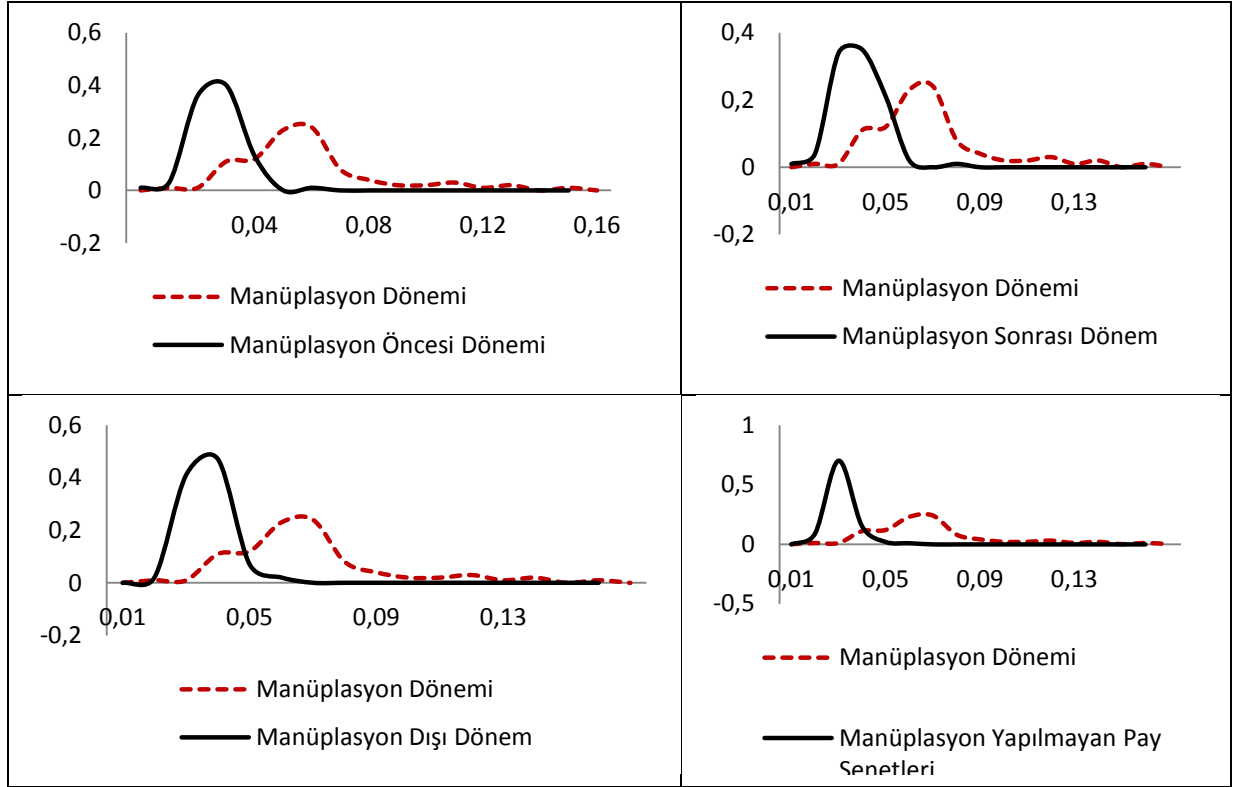 0,6
0,4
0,2
0
-0,2
0,04 0,08 0,12 0,16
Manüplasyon Dönemi
Manüplasyon Öncesi Dönemi
0,4
0,2
0
-0,2
0,01 0,05 0,09 0,13
Manüplasyon Dönemi
Manüplasyon Sonrası Dönem
0,6
0,4
0,2
0
-0,2
0,01 0,05 0,09 0,13
Manüplasyon Dönemi
Manüplasyon Dışı Dönem
1
0,5
0
-0,5
0,01 0,05 0,09 0,13
Manüplasyon Dönemi
Manüplasyon Yapılmayan Pay
Senetleri